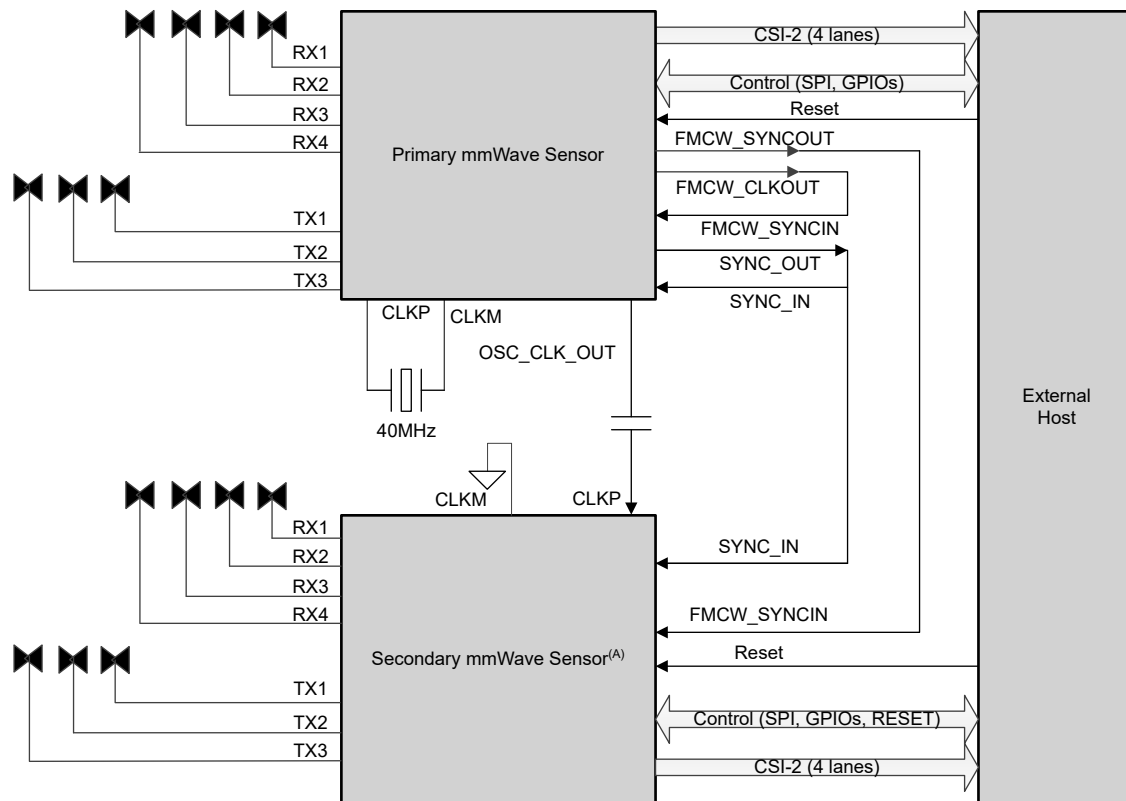 RX1
RX2
RX3
RX4
TX1
TX2
TX3
Primary mmWave Sensor
CSI-2 (4 lanes)
Control (SPI, GPIOs)
Reset
FMCW_SYNCOUT
FMCW_CLKOUT
FMCW_SYNCIN
SYNC_OUT
SYNC_IN
CLKP
CLKM
OSC_CLK_OUT
40MHz
External
Host
CLKM
CLKP
RX1
RX2
RX3
RX4
TX1
TX2
TX3
Secondary mmWave Sensor(A)
SYNC_IN
FMCW_SYNCIN
Reset
Control (SPI, GPIOs, RESET)
CSI-2 (4 lanes)